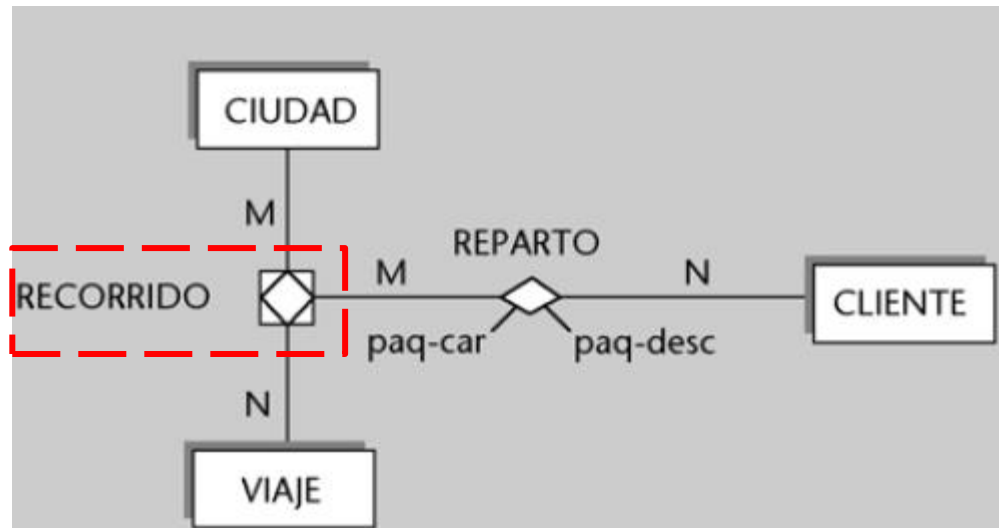 CIUDAD
M
REPARTO
RECORRIDO
M
N
CLIENTE
paq-car
paq-desc
N
VIAJE